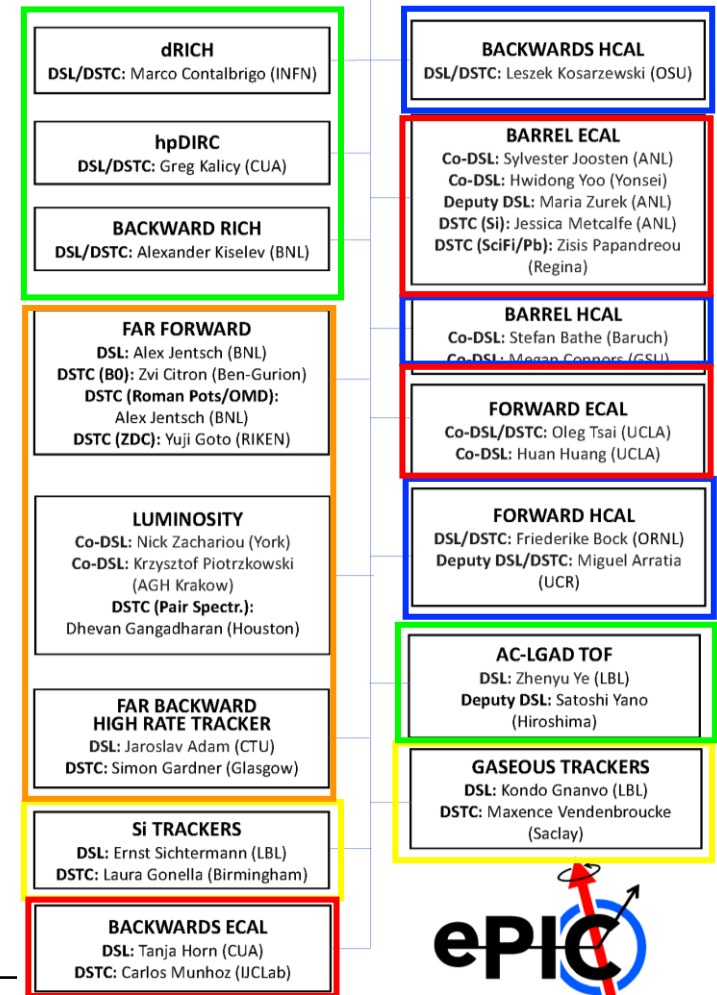 dRICH
DSL/DSTC: Marco Contalbrigo (INFN)
hpDIRC
DSL/DSTC: Greg Kalicy (CUA)
BACKWARD RICH
DSL/DSTC: Alexander Kiselev (BNL)
FAR FORWARD
DSL: Alex Jentsch (BNL)
DSTC (B0): Zvi Citron (Ben-Gurion)
DSTC (Roman Pots/OMD):
Alex Jentsch (BNL)
DSTC (ZDC): Yuji Goto (RIKEN)
LUMINOSITY
Co-DSL: Nick Zachariou (York)
Co-DSL: Krzysztof Piotrzkowski
(AGH Krakow)
DSTC (Pair Spectr.):
Dhevan Gangadharan (Houston)
FAR BACKWARD
HIGH RATE TRACKER
DSL: Jaroslav Adam (CTU)
DSTC: Simon Gardner (Glasgow)
Si TRACKERS
DSL: Ernst Sichtermann (LBL)
DSTC: Laura Gonella (Birmingham)
BACKWARDS ECAL
DSL: Tanja Horn (CUA)
DSTC: Carlos Munhoz (IJCLab)
BACKWARDS HCAL
DSL/DSTC: Leszek Kosarzewski (OSU)
BARREL ECAL
Co-DSL: Sylvester Joosten (ANL)
Co-DSL: Hwidong Yoo (Yonsei)
Deputy DSL: Maria Zurek (ANL)
DSTC (Si): Jessica Metcalfe (ANL)
DSTC (SciFi/Pb): Zisis Papandreou
(Regina)
BARREL HCAL
Co-DSL: Stefan Bathe (Baruch)
Co-DSL: Megan Connors (GSU)
FORWARD ECAL
Co-DSL/DSTC: Oleg Tsai (UCLA)
Co-DSL: Huan Huang (UCLA)
FORWARD HCAL
DSL/DSTC: Friederike Bock (ORNL)
Deputy DSL/DSTC: Miguel Arratia
(UCR)
AC-LGAD TOF
DSL: Zhenyu Ye (LBL)
Deputy DSL: Satoshi Yano
(Hiroshima)
GASEOUS TRACKERS
DSL: Kondo Gnanvo (LBL)
DSTC: Maxence Vendenbroucke
(Saclay)
ePIC